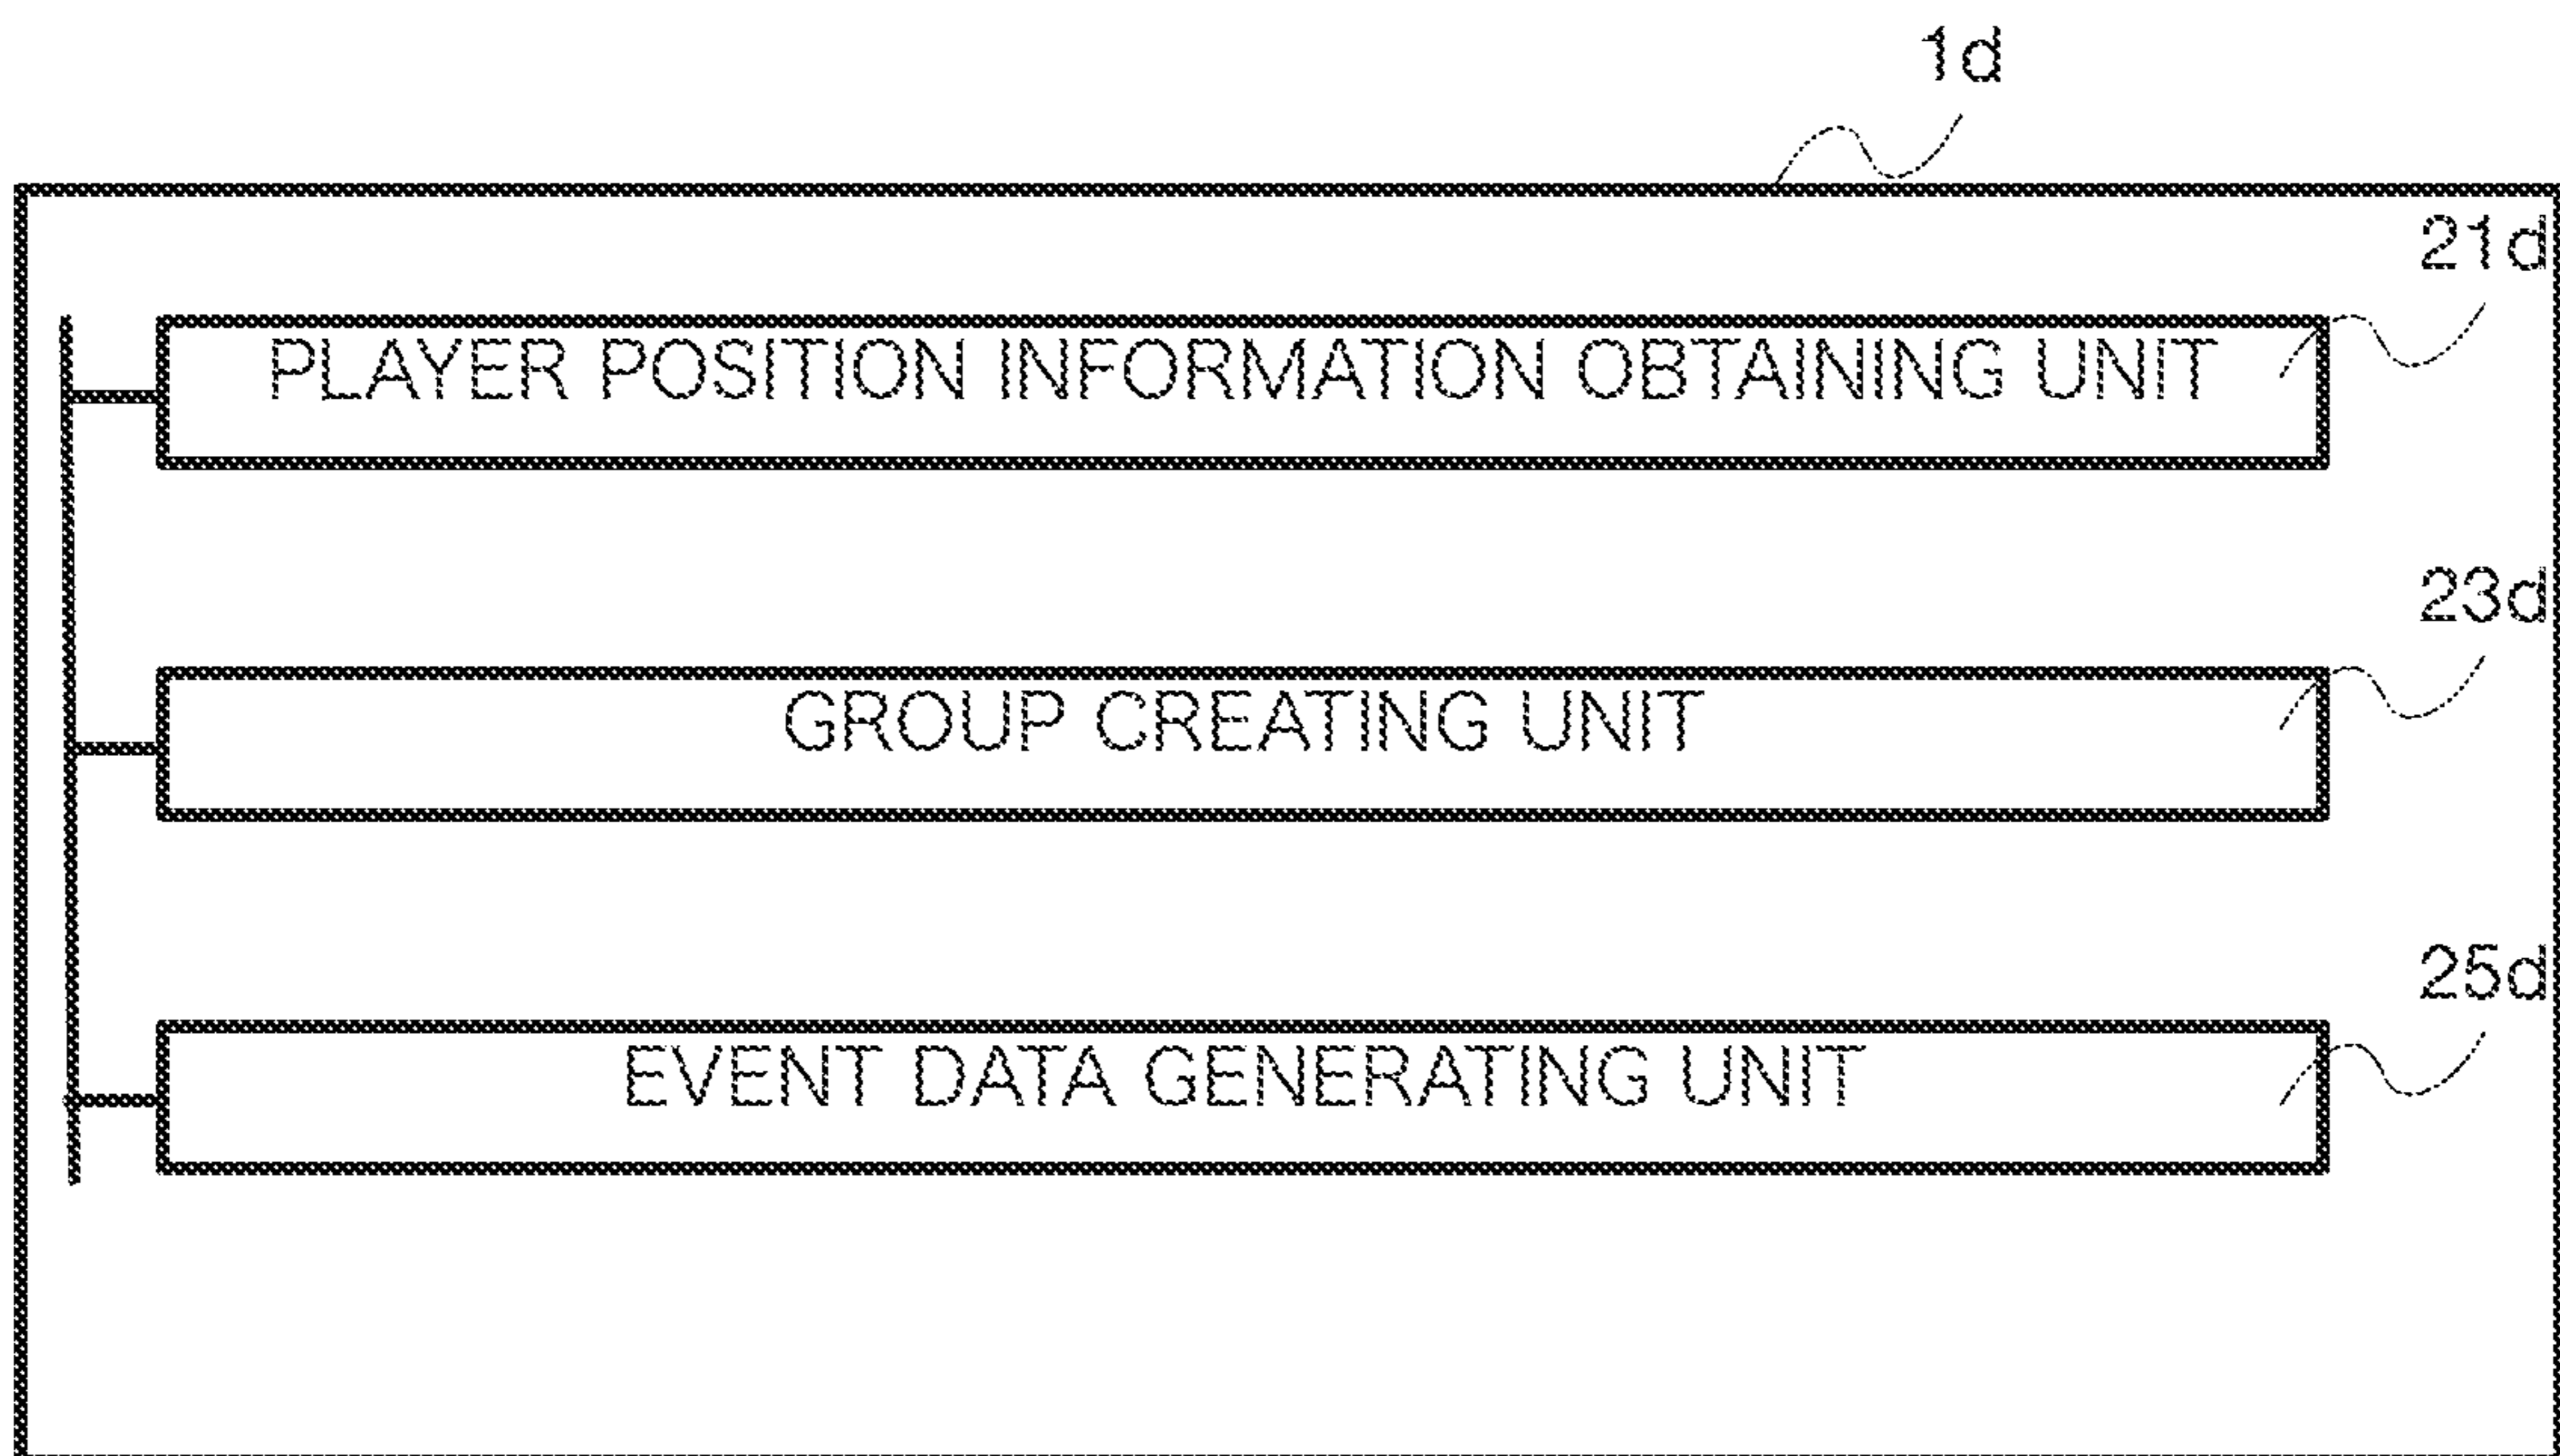 1d
21d
PLAYER POSITION INFORMATION OBTAINING UNIT
23d
GROUP CREATING UNIT
25d
EVENT DATA GENERATING UNIT